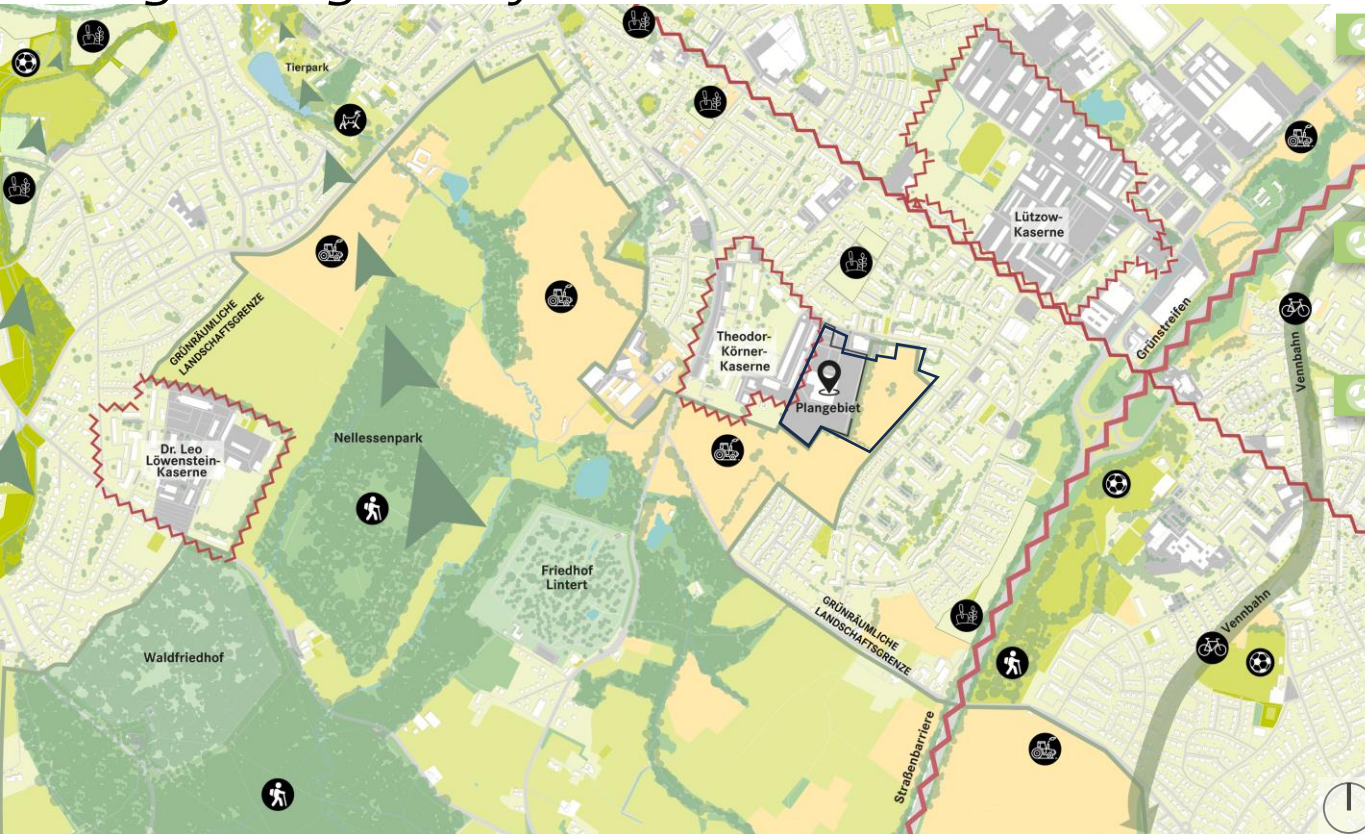 Tierpark
Lützow-
Kaserne
GRÜNRÄUMLICHE
LANDSCHAFTSGRENZE
Theodor-
Körner-
Kaserne
Grünstreifen
Vennbahn
Plangebiet
Dr. Leo
Löwenstein-
Kaserne
Nellessenpark
Friedhof
Lintert
GRÜNRÄUMLICHE
LANDSCHAFTSGRENZE
Vennbahn
Waldfriedhof
Straßenbarriere